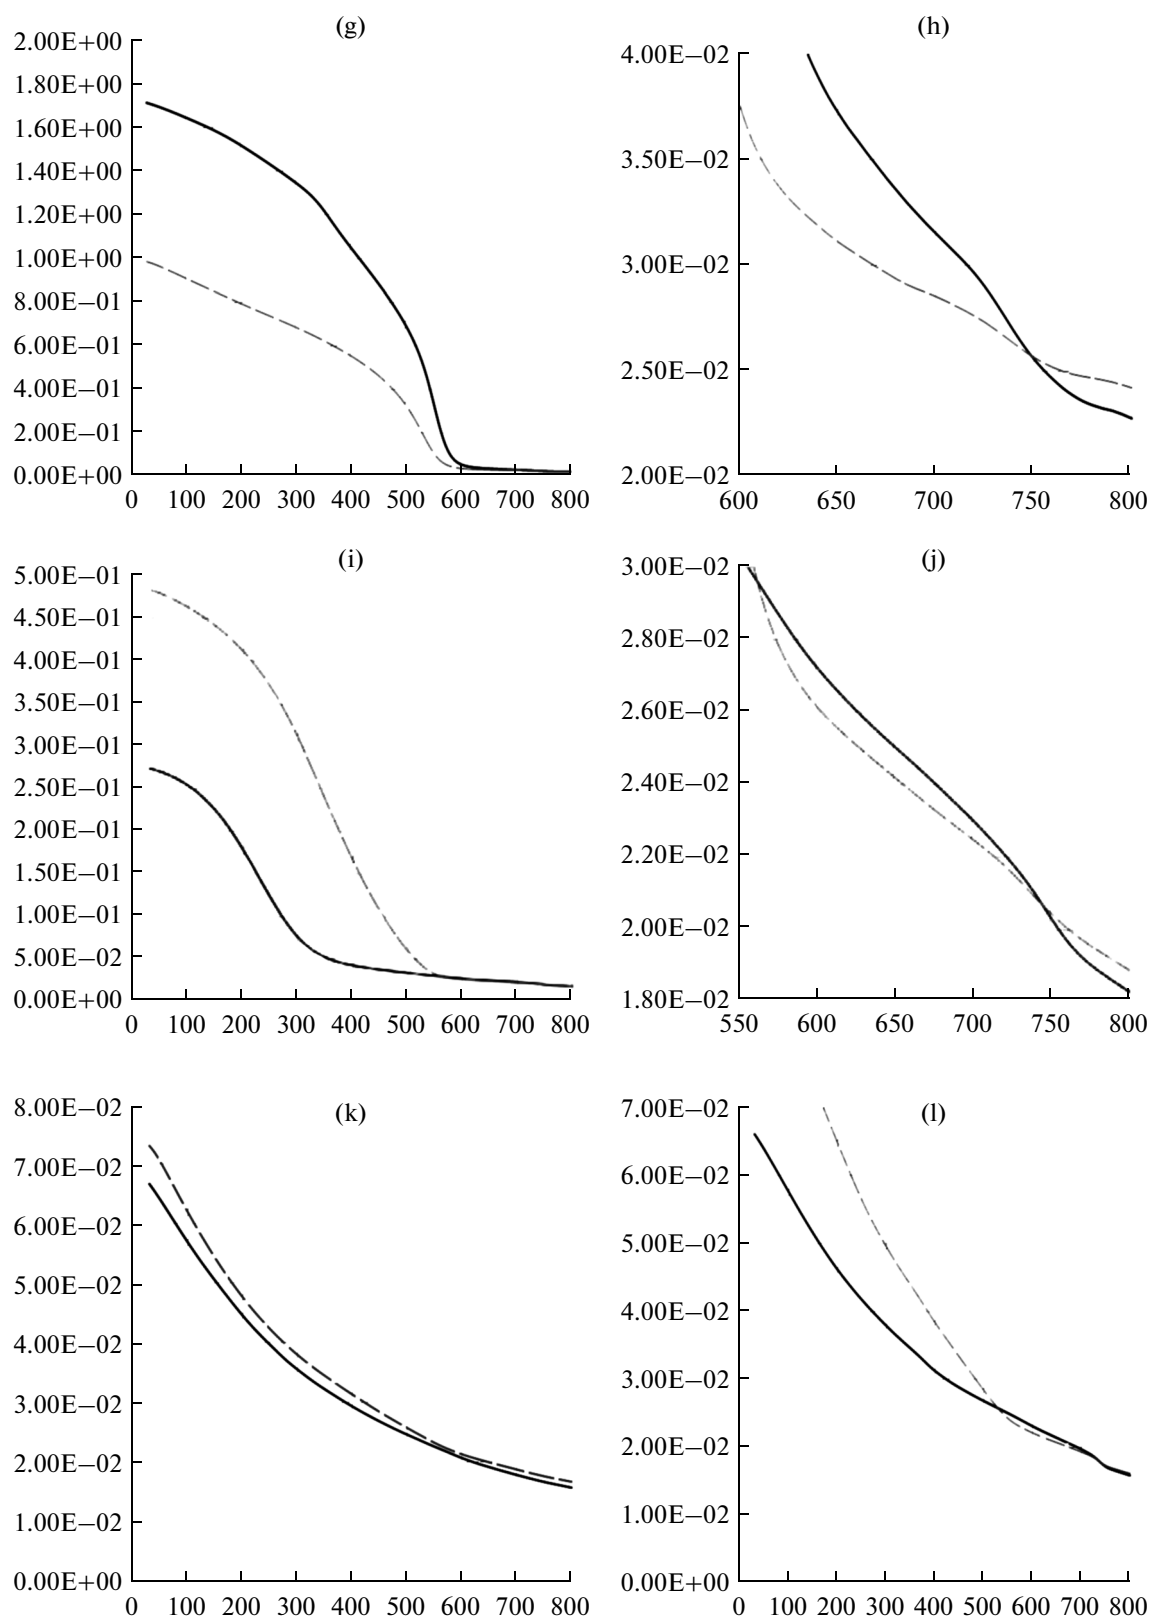 (g)
2.00E+00
1.80E+00
1.60E+00
1.40E+00
1.20E+00
1.00E+00
8.00E−01
6.00E−01
4.00E−01
2.00E−01
0.00E+00
0 100 200 300 400 500 600 700 800
(h)
4.00E−02
3.50E−02
3.00E−02
2.50E−02
2.00E−02
600 650 700 750 800
(i)
5.00E−01
4.50E−01
4.00E−01
3.50E−01
3.00E−01
2.50E−01
2.00E−01
1.50E−01
1.00E−01
5.00E−02
0.00E+00
0 100 200 300 400 500 600 700 800
(j)
3.00E−02
2.80E−02
2.60E−02
2.40E−02
2.20E−02
2.00E−02
1.80E−02
550 600 650 700 750 800
(k)
8.00E−02
7.00E−02
6.00E−02
5.00E−02
4.00E−02
3.00E−02
2.00E−02
1.00E−02
0.00E+00
0 100 200 300 400 500 600 700 800
(l)
7.00E−02
6.00E−02
5.00E−02
4.00E−02
3.00E−02
2.00E−02
1.00E−02
0.00E+00
0 100 200 300 400 500 600 700 800